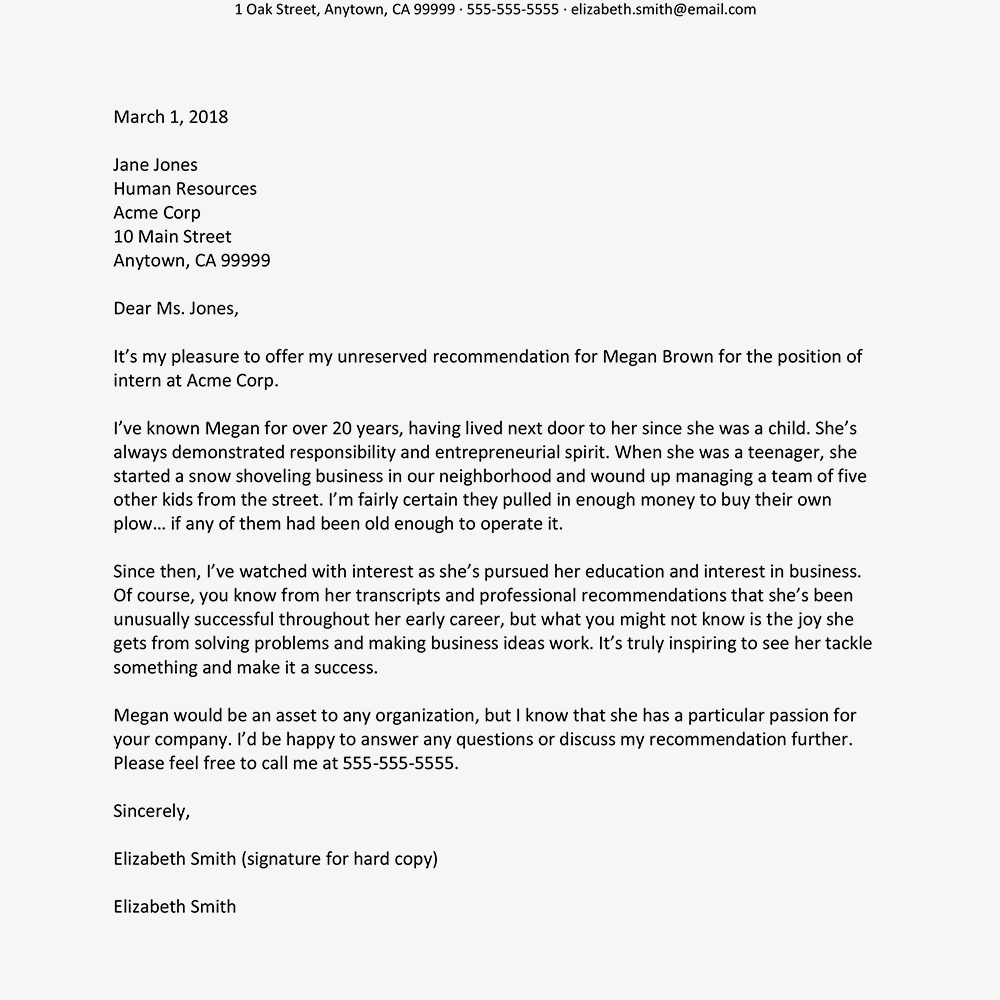 1 Oak Street, Anytown, CA 99999 · 555-555-5555 · elizabeth.smith@email.com
March 1, 2018
Jane Jones
Human Resources
Acme Corp
10 Main Street
Anytown, CA 99999
Dear Ms. Jones,
It’s my pleasure to offer my unreserved recommendation for Megan Brown for the position of
intern at Acme Corp.
I’ve known Megan for over 20 years, having lived next door to her since she was a child. She’s
always demonstrated responsibility and entrepreneurial spirit. When she was a teenager, she
started a snow shoveling business in our neighborhood and wound up managing a team of five
other kids from the street. I’m fairly certain they pulled in enough money to buy their own
plow… if any of them had been old enough to operate it.
Since then, I’ve watched with interest as she’s pursued her education and interest in business.
Of course, you know from her transcripts and professional recommendations that she’s been
unusually successful throughout her early career, but what you might not know is the joy she
gets from solving problems and making business ideas work. It’s truly inspiring to see her tackle
something and make it a success.
Megan would be an asset to any organization, but I know that she has a particular passion for
your company. I’d be happy to answer any questions or discuss my recommendation further.
Please feel free to call me at 555-555-5555.
Sincerely,
Elizabeth Smith (signature for hard copy)
Elizabeth Smith